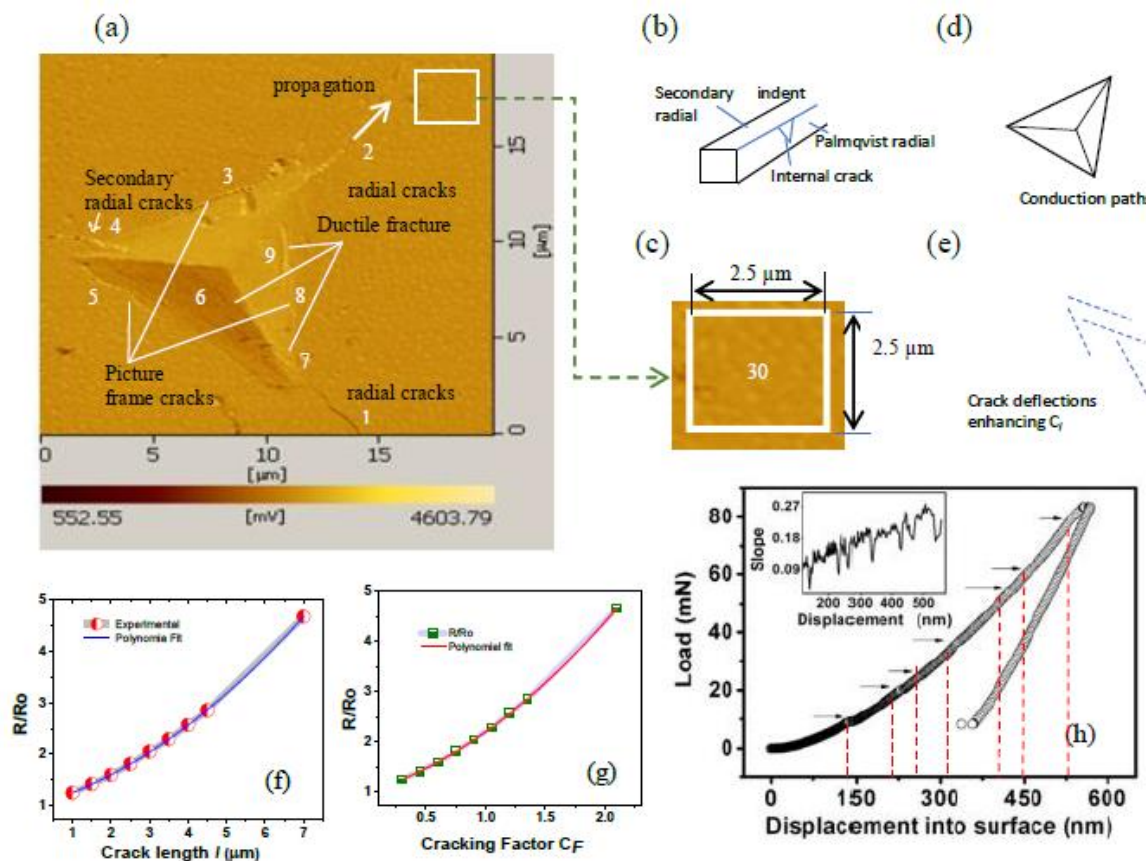 (a)
propagation
2
3
Secondary
radial cracks
radial cracks
4
Ductile fracture
9
5
6
8
7
Picture
frame cracks
radial cracks
1
0
5
10
15
[µm]
0
5
10
15
[µm]
552.55
[mV]
4603.79
(b)
Secondary
radial
indent
Palmqvist radial
Internal crack
(d)
Conduction paths
(c)
2.5 µm
2.5 µm
30
(e)
Crack deflections
enhancing Cᵢ
5
4
3
2
1
R/Ro
Experimental
Polynomia Fit
(f)
1
2
3
4
5
6
7
Crack length l (µm)
5
4
3
2
1
R/Ro
R/Ro
Polynomial fit
(g)
0.5
1.0
1.5
2.0
Cracking Factor CF
80
60
40
20
0
Load (mN)
0.27
0.18
0.09
Slope
200
300
400
500
Displacement (nm)
(h)
0
150
300
450
600
Displacement into surface (nm)